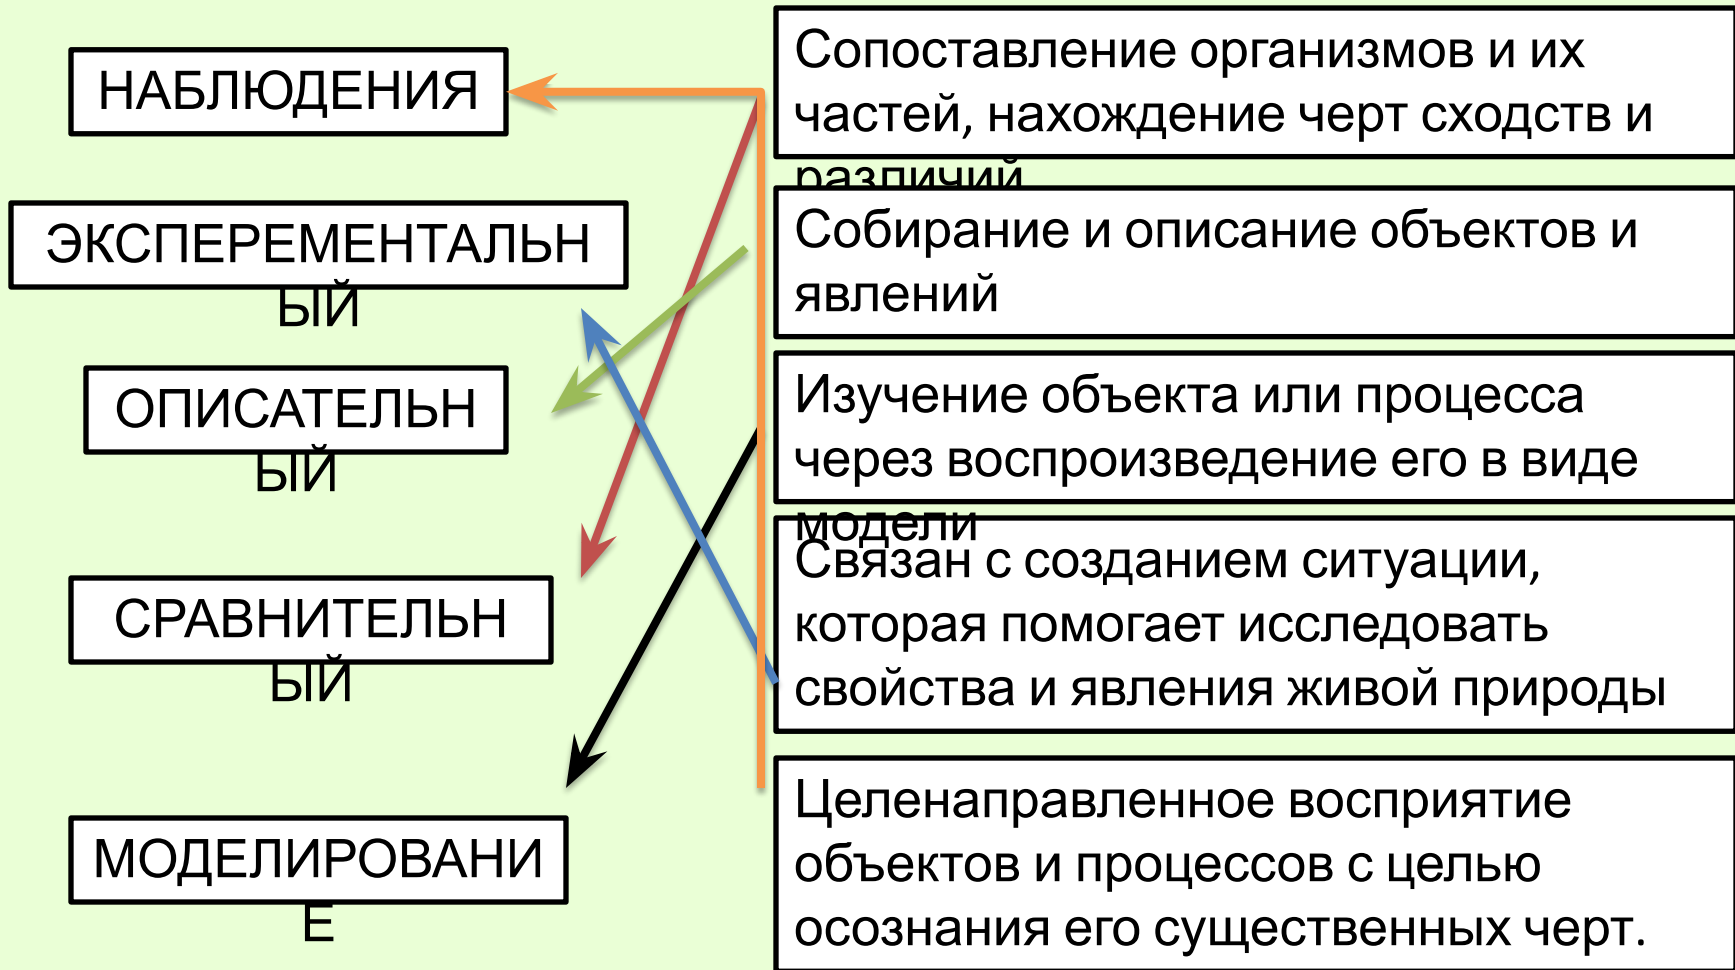 НАБЛЮДЕНИЯ
ЭКСПЕРЕМЕНТАЛЬН
ЫЙ
ОПИСАТЕЛЬН
ЫЙ
СРАВНИТЕЛЬН
ЫЙ
МОДЕЛИРОВАНИ
Е
Сопоставление организмов и их
частей, нахождение черт сходств и
различий
Собирание и описание объектов и
явлений
Изучение объекта или процесса
через воспроизведение его в виде
модели
Связан с созданием ситуации,
которая помогает исследовать
свойства и явления живой природы
Целенаправленное восприятие
объектов и процессов с целью
осознания его существенных черт.